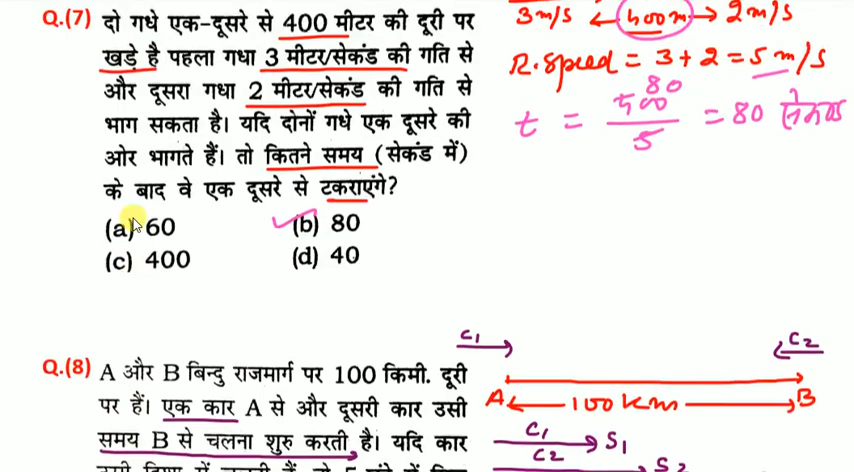 Q.(7) दो गधे एक-दूसरे से 400 मीटर की दूरी पर
खड़े है पहला गधा 3 मीटर/सेकंड की गति से
और दूसरा गधा 2 मीटर/सेकंड की गति से
भाग सकता है। यदि दोनों गधे एक दूसरे की
ओर भागते हैं। तो कितने समय (सेकंड में)
के बाद वे एक दूसरे से टकराएंगे?
(a) 60 (b) 80
(c) 400 (d) 40
3 m/s ← 400m → 2 m/s
R. Speed = 3 + 2 = 5 m/s
80
t = 400/5 = 80 सेकण्ड
Q.(8) A और B बिन्दु राजमार्ग पर 100 किमी. दूरी
पर हैं। एक कार A से और दूसरी कार उसी
समय B से चलना शुरु करती है। यदि कार
C1 C2
A 100 km B
C1 S1
C2 S2